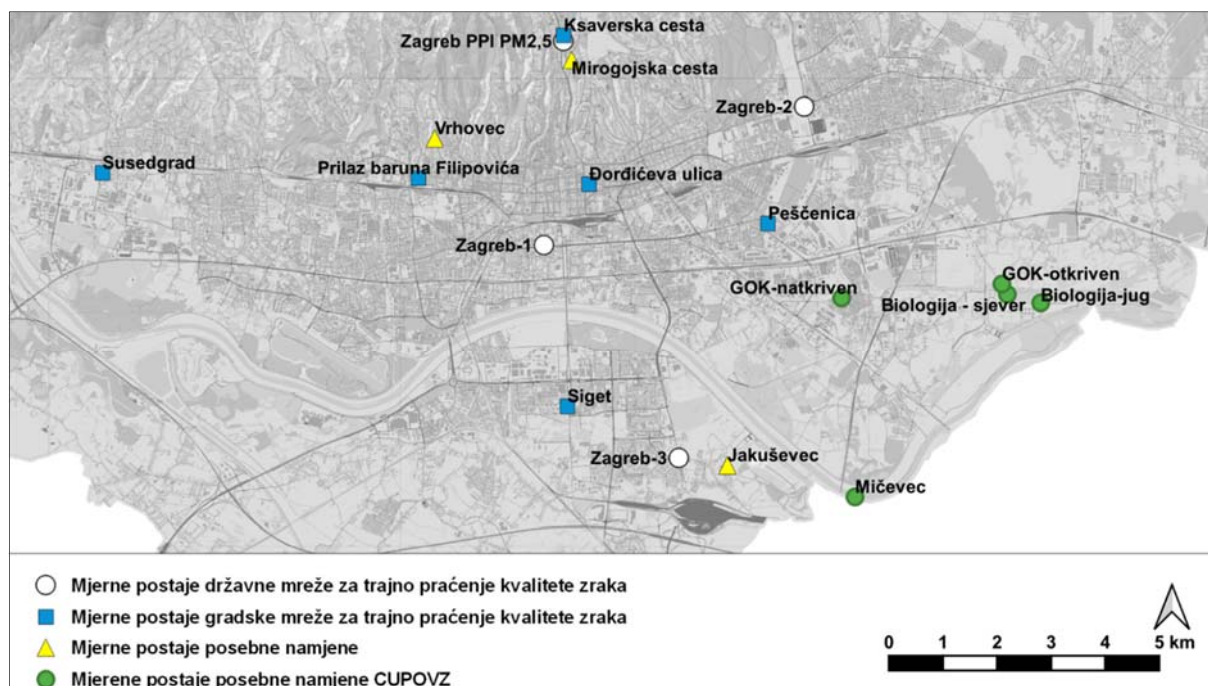 Ksaverska cesta
Zagreb PPI PM2,5
Mirogojska cesta
Zagreb-2
Vrhovec
Susedgrad
Prilaz baruna Filipovića
Đorđićeva ulica
Peščenica
Zagreb-1
GOK-otkriven
GOK-natkriven
Biologija - sjever
Biologija-jug
Siget
Zagreb-3
Jakuševec
Mičevec
Mjerne postaje državne mreže za trajno praćenje kvalitete zraka
Mjerne postaje gradske mreže za trajno praćenje kvalitete zraka
Mjerne postaje posebne namjene
Mjerene postaje posebne namjene CUPOVZ
0 1 2 3 4 5 km